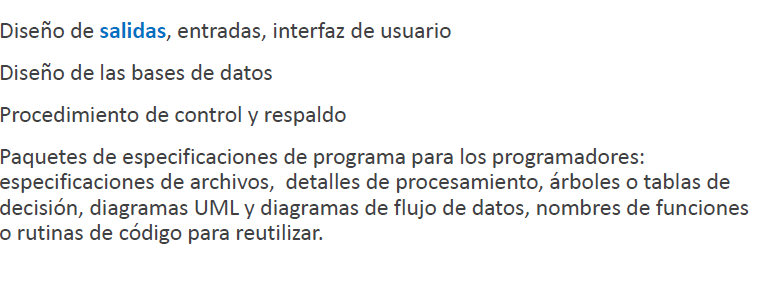 Diseño de salidas, entradas, interfaz de usuario
Diseño de las bases de datos
Procedimiento de control y respaldo
Paquetes de especificaciones de programa para los programadores:
especificaciones de archivos,  detalles de procesamiento, árboles o tablas de
decisión, diagramas UML y diagramas de flujo de datos, nombres de funciones
o rutinas de código para reutilizar.